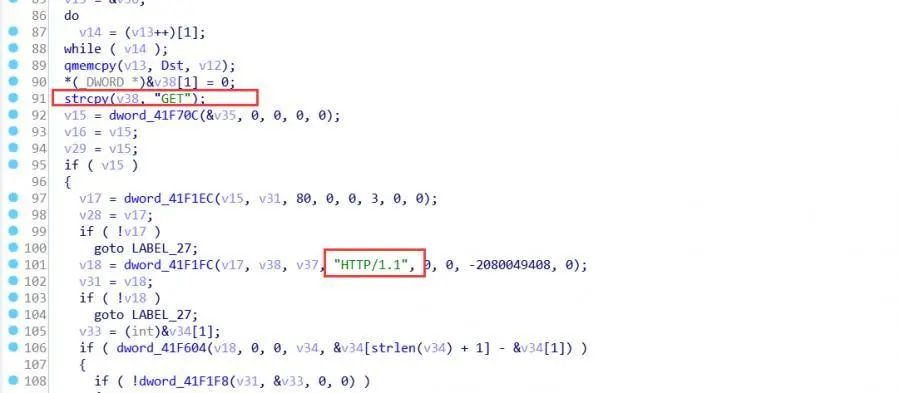 86 do
87 v14 = (v13++)[1];
88 while ( v14 );
89 qmemcpy(v13, Dst, v12);
90 *(_DWORD *)&v38[1] = 0;
91 strcpy(v38, "GET");
92 v15 = dword_41F70C(&v35, 0, 0, 0, 0);
93 v16 = v15;
94 v29 = v15;
95 if ( v15 )
96 {
97 v17 = dword_41F1EC(v15, v31, 80, 0, 0, 3, 0, 0);
98 v28 = v17;
99 if ( !v17 )
100 goto LABEL_27;
101 v18 = dword_41F1FC(v17, v38, v37, "HTTP/1.1", 0, 0, -2080049408, 0);
102 v31 = v18;
103 if ( !v18 )
104 goto LABEL_27;
105 v33 = (int)&v34[1];
106 if ( dword_41F604(v18, 0, 0, v34, &v34[strlen(v34) + 1] - &v34[1]) )
107 {
108 if ( !dword_41F1F8(v31, &v33, 0, 0) )